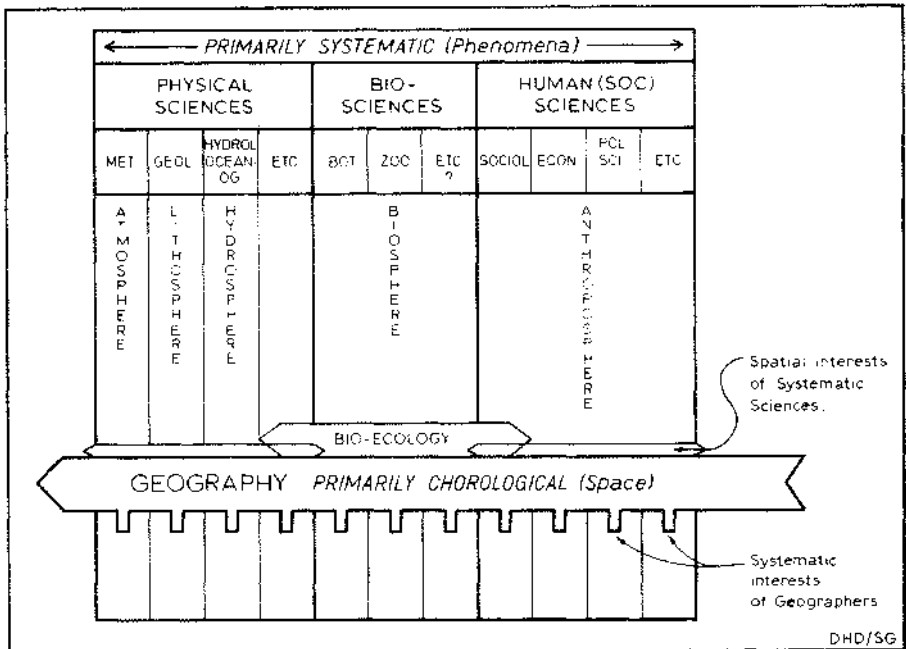 PRIMARILY SYSTEMATIC (Phenomena)
PHYSICAL SCIENCES
BIO-SCIENCES
HUMAN (SOC) SCIENCES
MET
GEOL
HYDROL
OCEAN-
OG
ETC
BOT
ZOO
ETC
?
SOCIOL
ECON
POL
SCI
ETC
ATMOSPHERE
LITHOSPHERE
HYDROSPHERE
BIOSPHERE
ANTHROPOSPHERE
Spatial interests
of Systematic
Sciences.
BIO-ECOLOGY
GEOGRAPHY PRIMARILY CHOROLOGICAL (Space)
Systematic
interests
of Geographers
DHD/SG